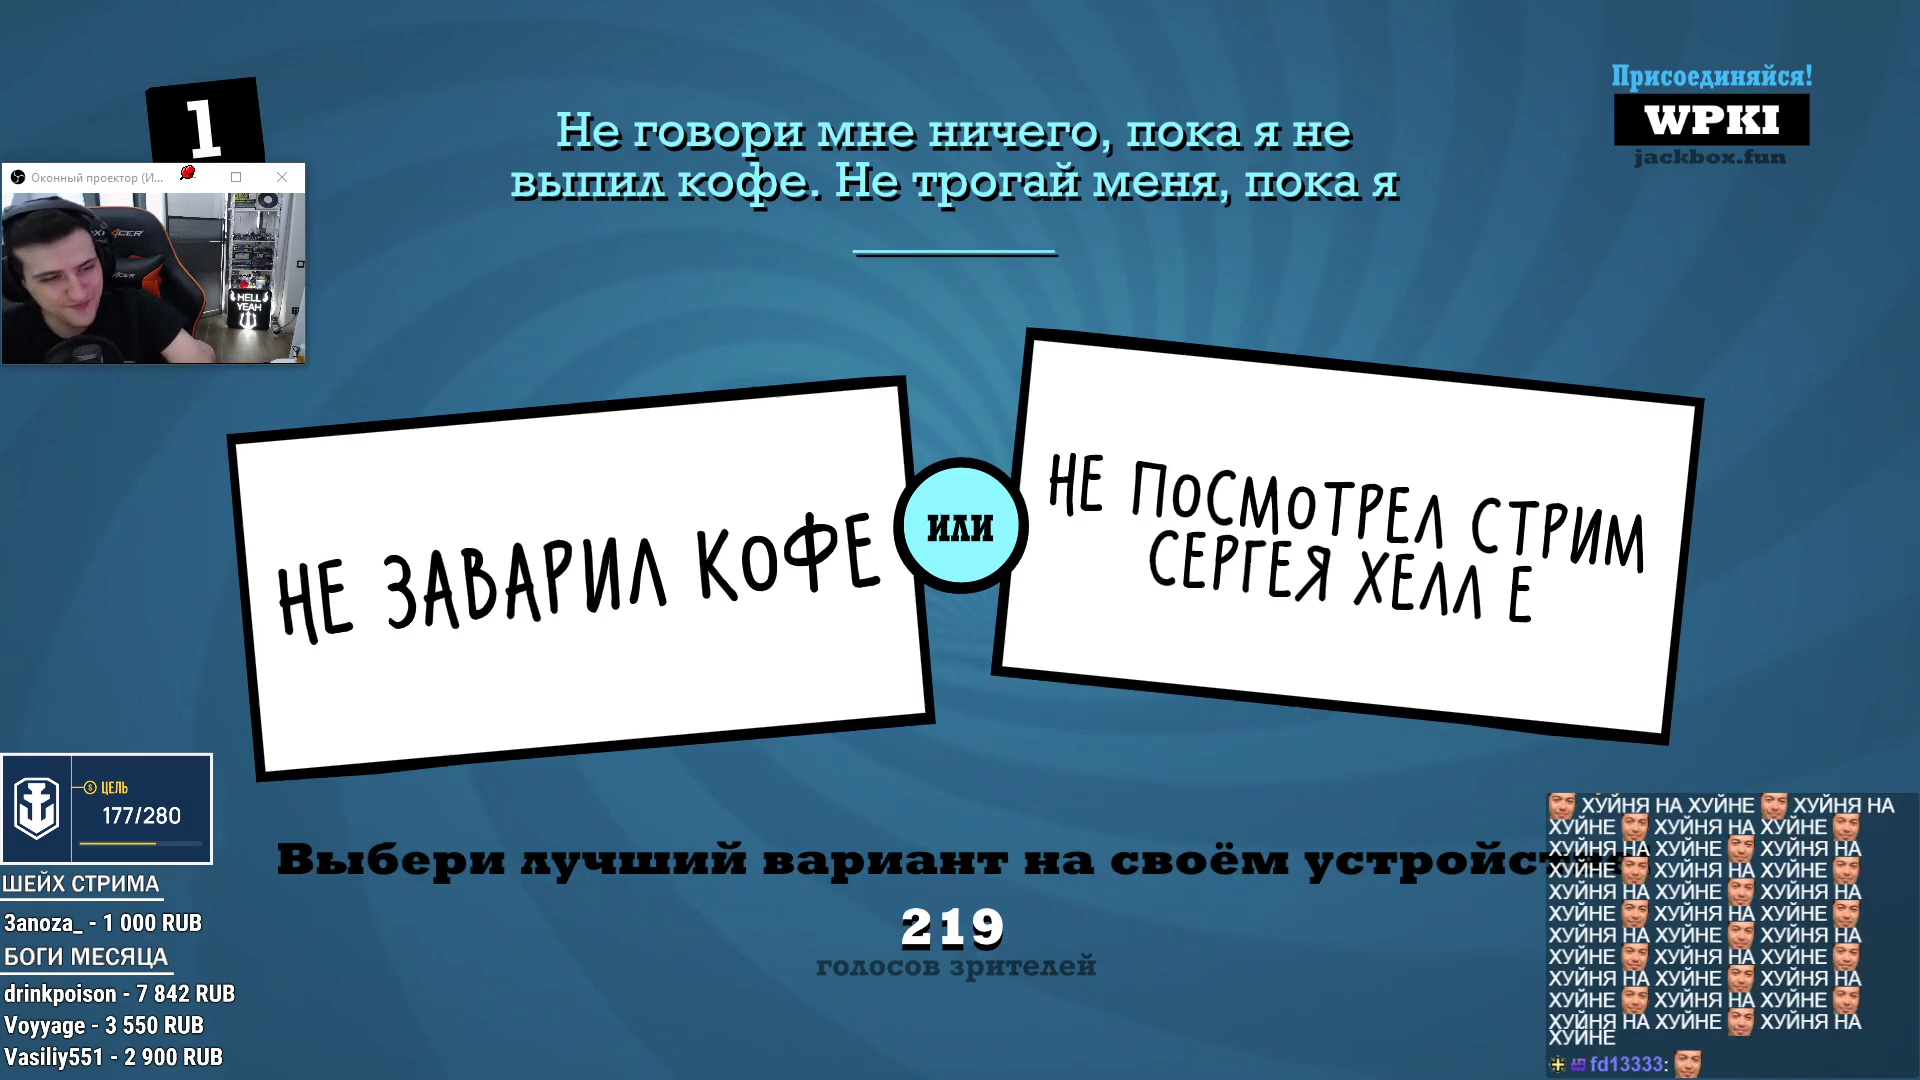 1
Присоединяйся!
WPKI
jackbox.fun
Не говори мне ничего, пока я не
выпил кофе. Не трогай меня, пока я
Оконный проектор (И...
HELL
YEAH
НЕ ЗАВАРИЛ КОФЕ
ИЛИ
НЕ ПОСМОТРЕЛ СТРИМ
СЕРГЕЯ ХЕЛЛ Е
ЦЕЛЬ
177/280
Выбери лучший вариант на своём
219
голосов зрителей
ШЕЙХ СТРИМА
3anoza_ - 1 000 RUB
БОГИ МЕСЯЦА
drinkpoison - 7 842 RUB
Voyyage - 3 550 RUB
Vasiliy551 - 2 900 RUB
ХУЙНЯ НА ХУЙНЕ ХУЙНЯ НА
ХУЙНЕ ХУЙНЯ НА ХУЙНЕ
ХУЙНЯ НА ХУЙНЕ ХУЙНЯ НА
ХУЙНЕ ХУЙНЯ НА ХУЙНЕ
ХУЙНЯ НА ХУЙНЕ ХУЙНЯ НА
ХУЙНЕ ХУЙНЯ НА ХУЙНЕ
ХУЙНЯ НА ХУЙНЕ ХУЙНЯ НА
ХУЙНЕ ХУЙНЯ НА ХУЙНЕ
ХУЙНЯ НА ХУЙНЕ ХУЙНЯ НА
ХУЙНЕ ХУЙНЯ НА ХУЙНЕ
ХУЙНЯ НА ХУЙНЕ ХУЙНЯ НА
ХУЙНЕ
fd13333: